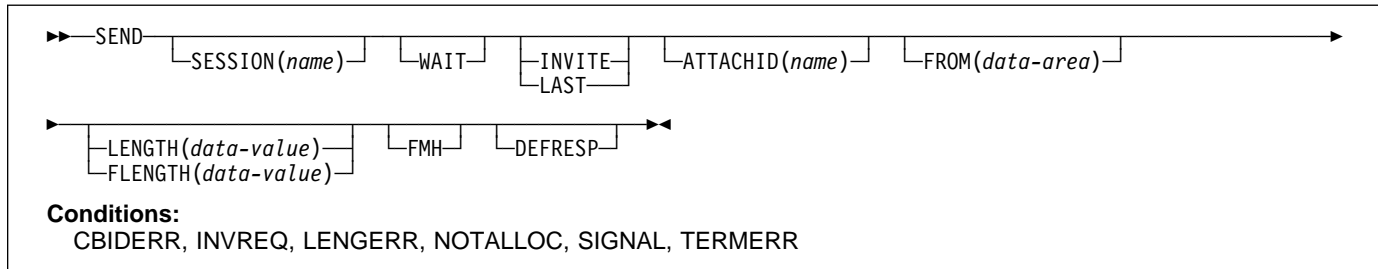 SEND
SESSION(name) WAIT INVITE ATTACHID(name) FROM(data-area)
LAST
LENGTH(data-value) FMH DEFRESP
FLENGTH(data-value)
Conditions:
CBIDERR, INVREQ, LENGERR, NOTALLOC, SIGNAL, TERMERR